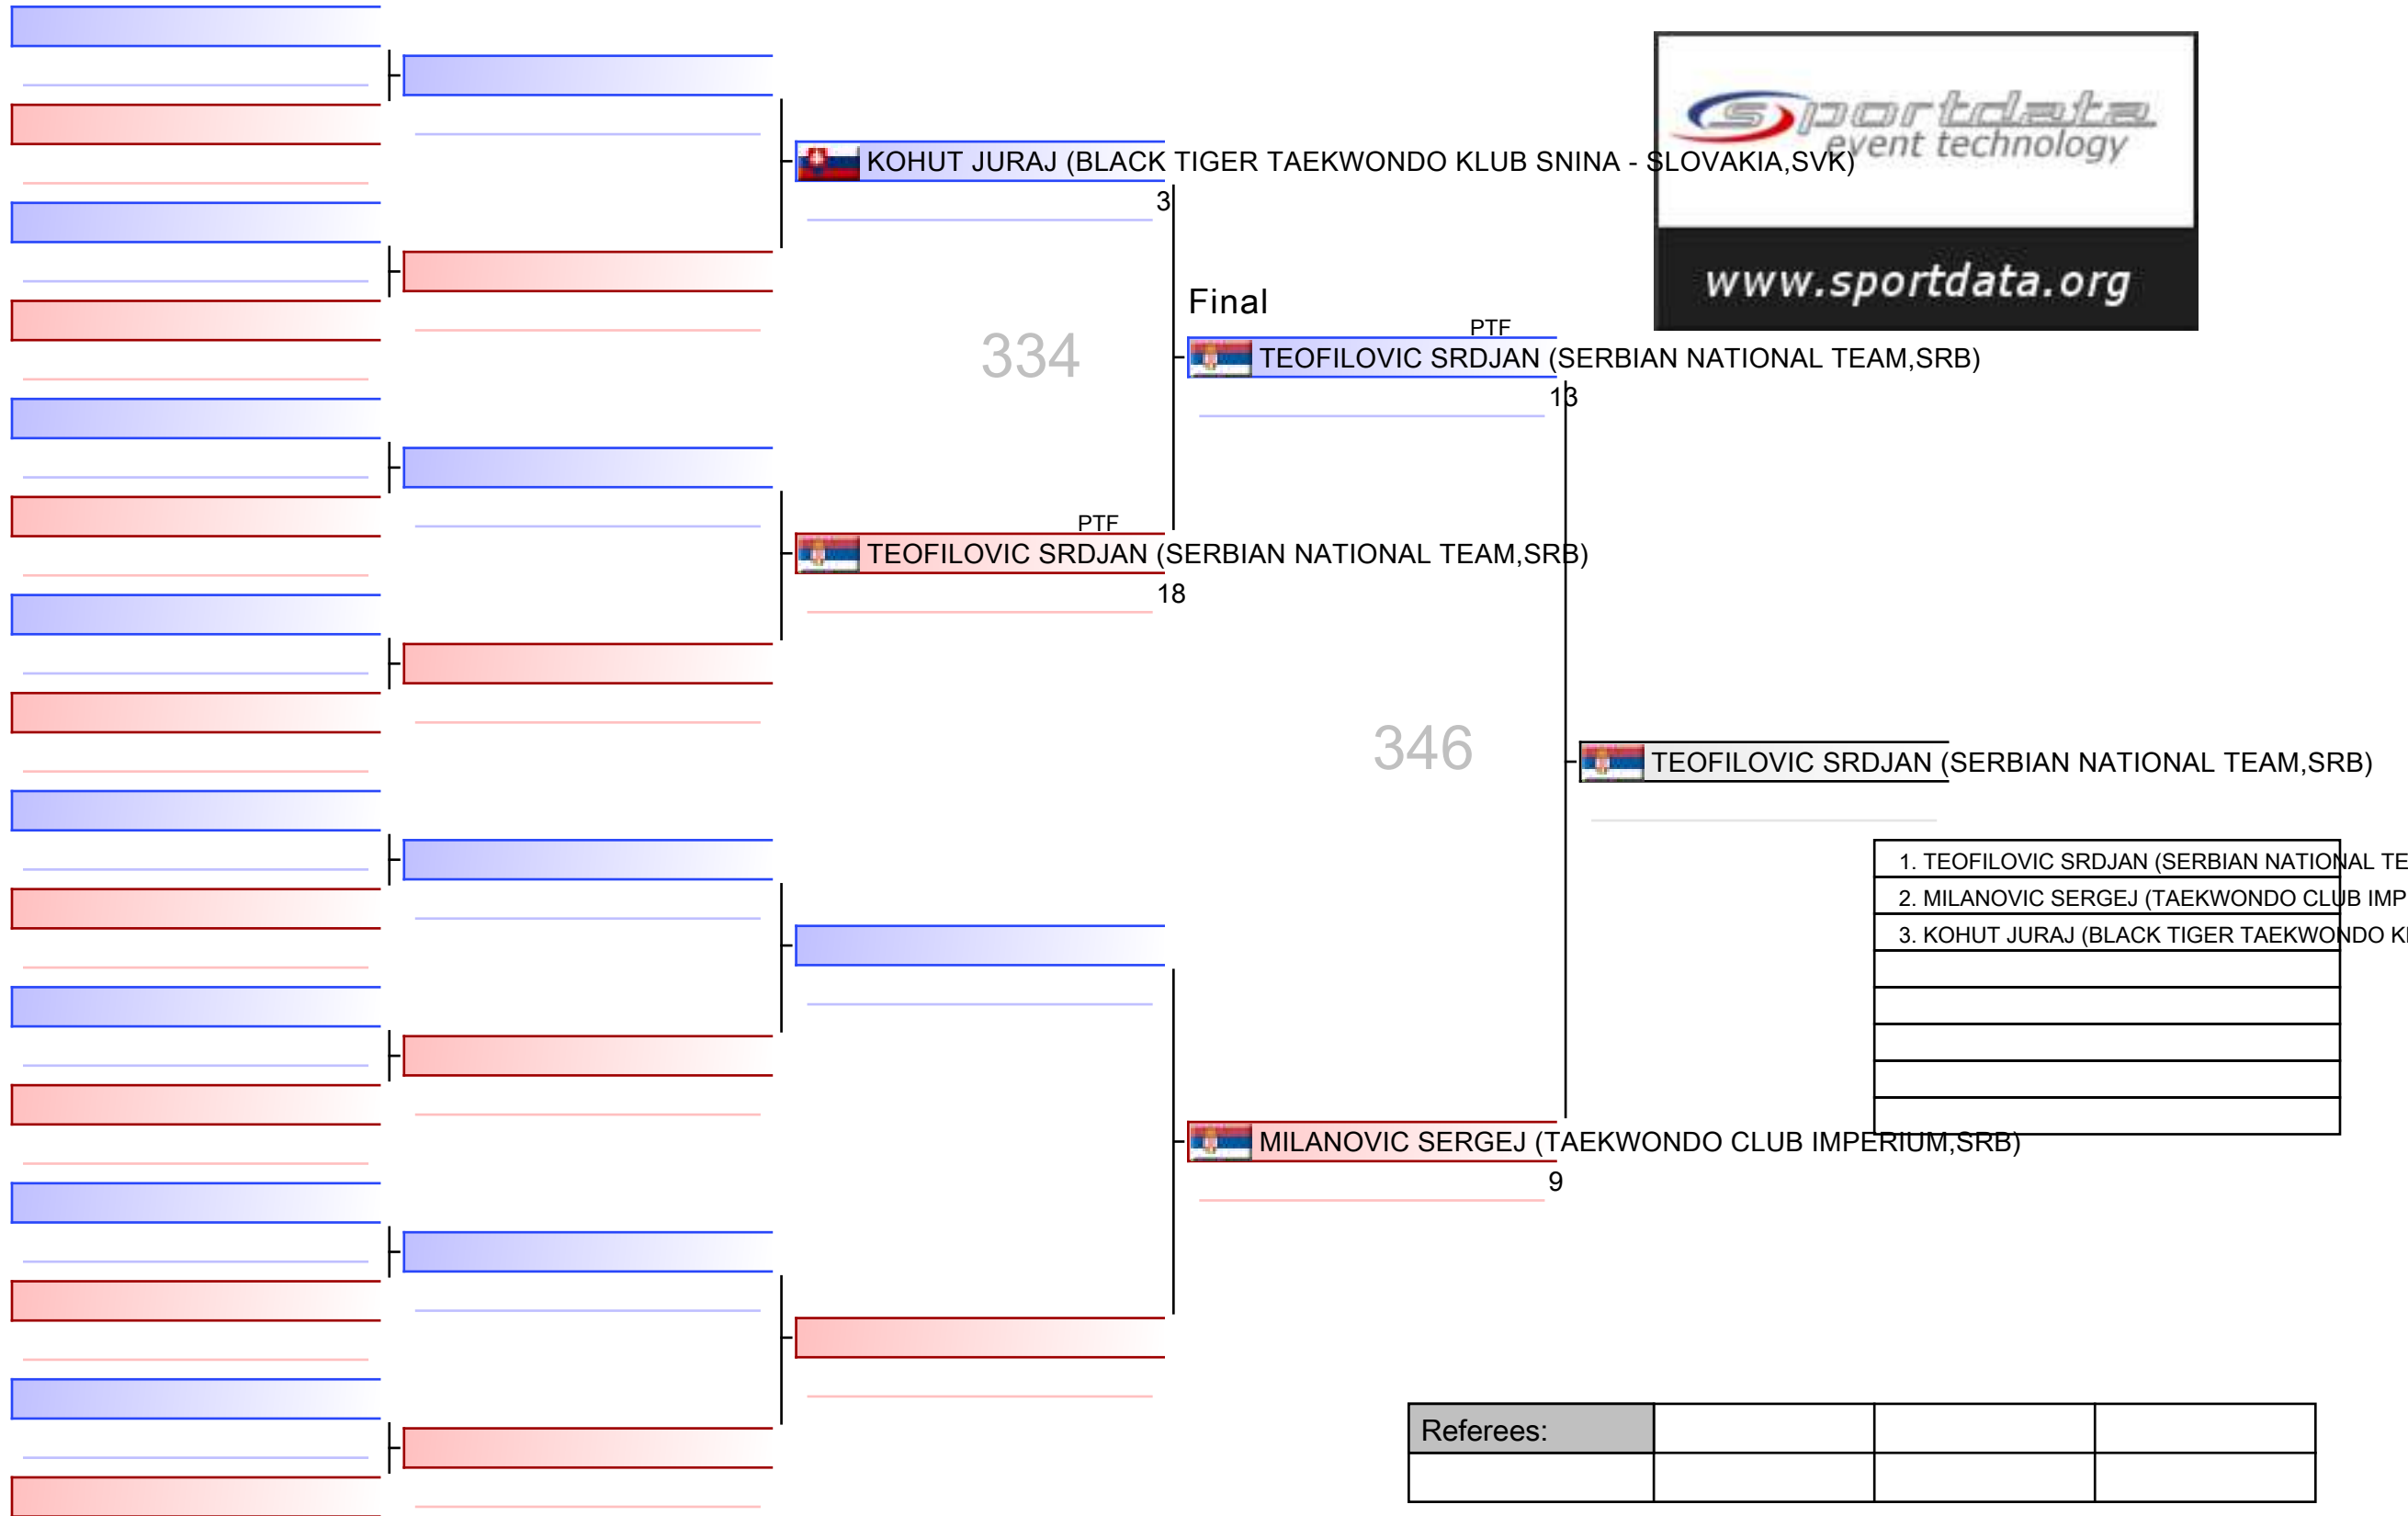 sportdata
event technology
www.sportdata.org
KOHUT JURAJ (BLACK TIGER TAEKWONDO KLUB SNINA - SLOVAKIA,SVK)
3
334
Final
PTF
TEOFILOVIC SRDJAN (SERBIAN NATIONAL TEAM,SRB)
13
PTF
TEOFILOVIC SRDJAN (SERBIAN NATIONAL TEAM,SRB)
18
346
TEOFILOVIC SRDJAN (SERBIAN NATIONAL TEAM,SRB)
1. TEOFILOVIC SRDJAN (SERBIAN NATIONAL TE
2. MILANOVIC SERGEJ (TAEKWONDO CLUB IMP
3. KOHUT JURAJ (BLACK TIGER TAEKWONDO K
MILANOVIC SERGEJ (TAEKWONDO CLUB IMPERIUM,SRB)
9
Referees: